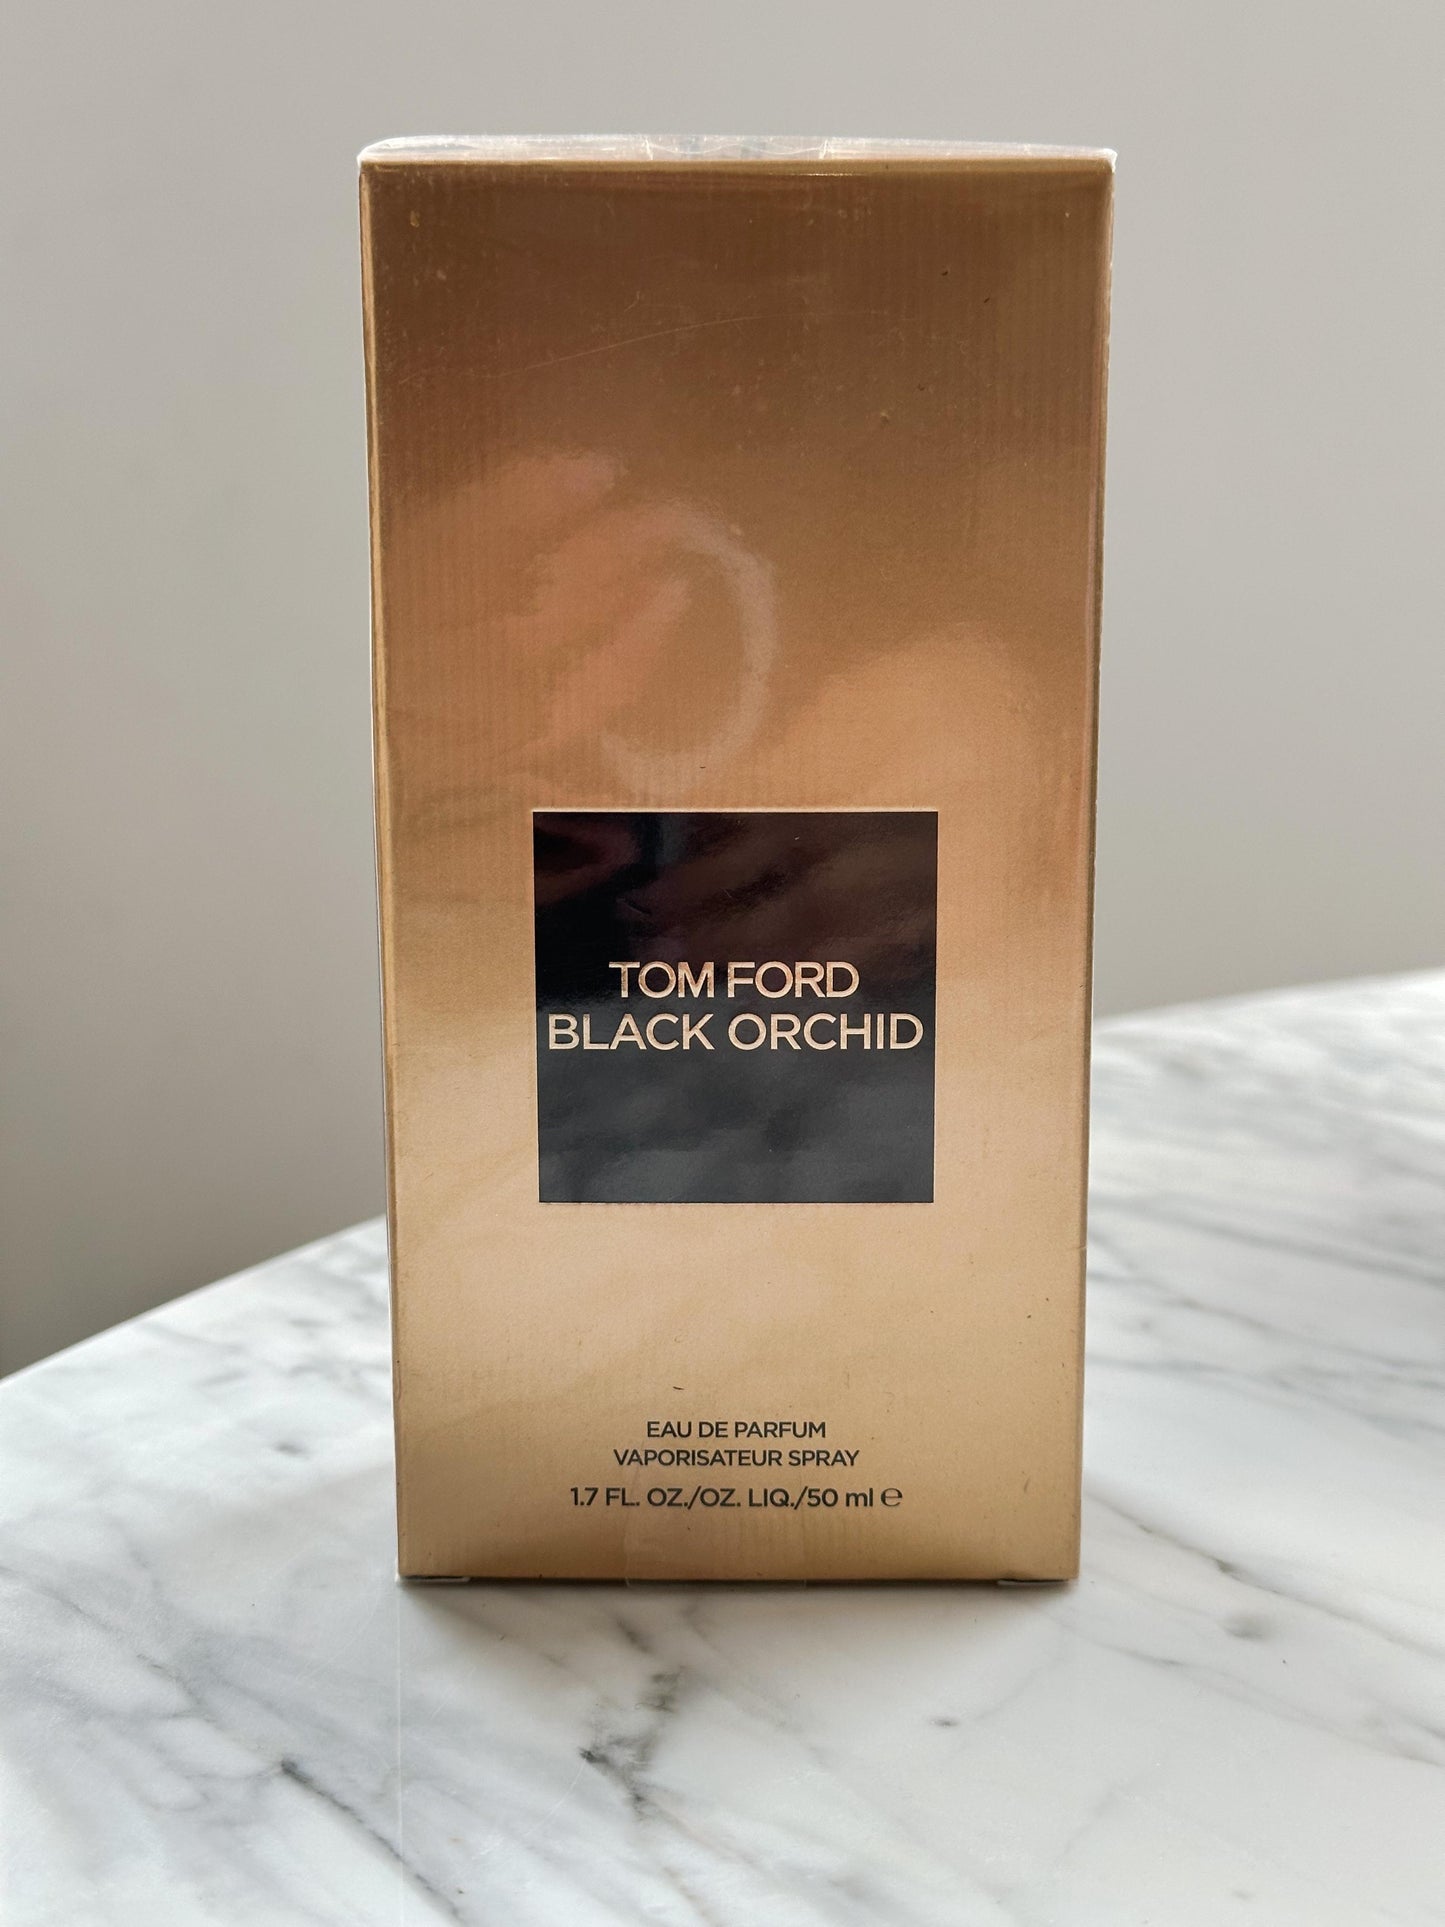 TOM FORD
BLACK ORCHID
EAU DE PARFUM
VAPORISATEUR SPRAY
1.7 FL. OZ./OZ. LIQ./50 ml ℮